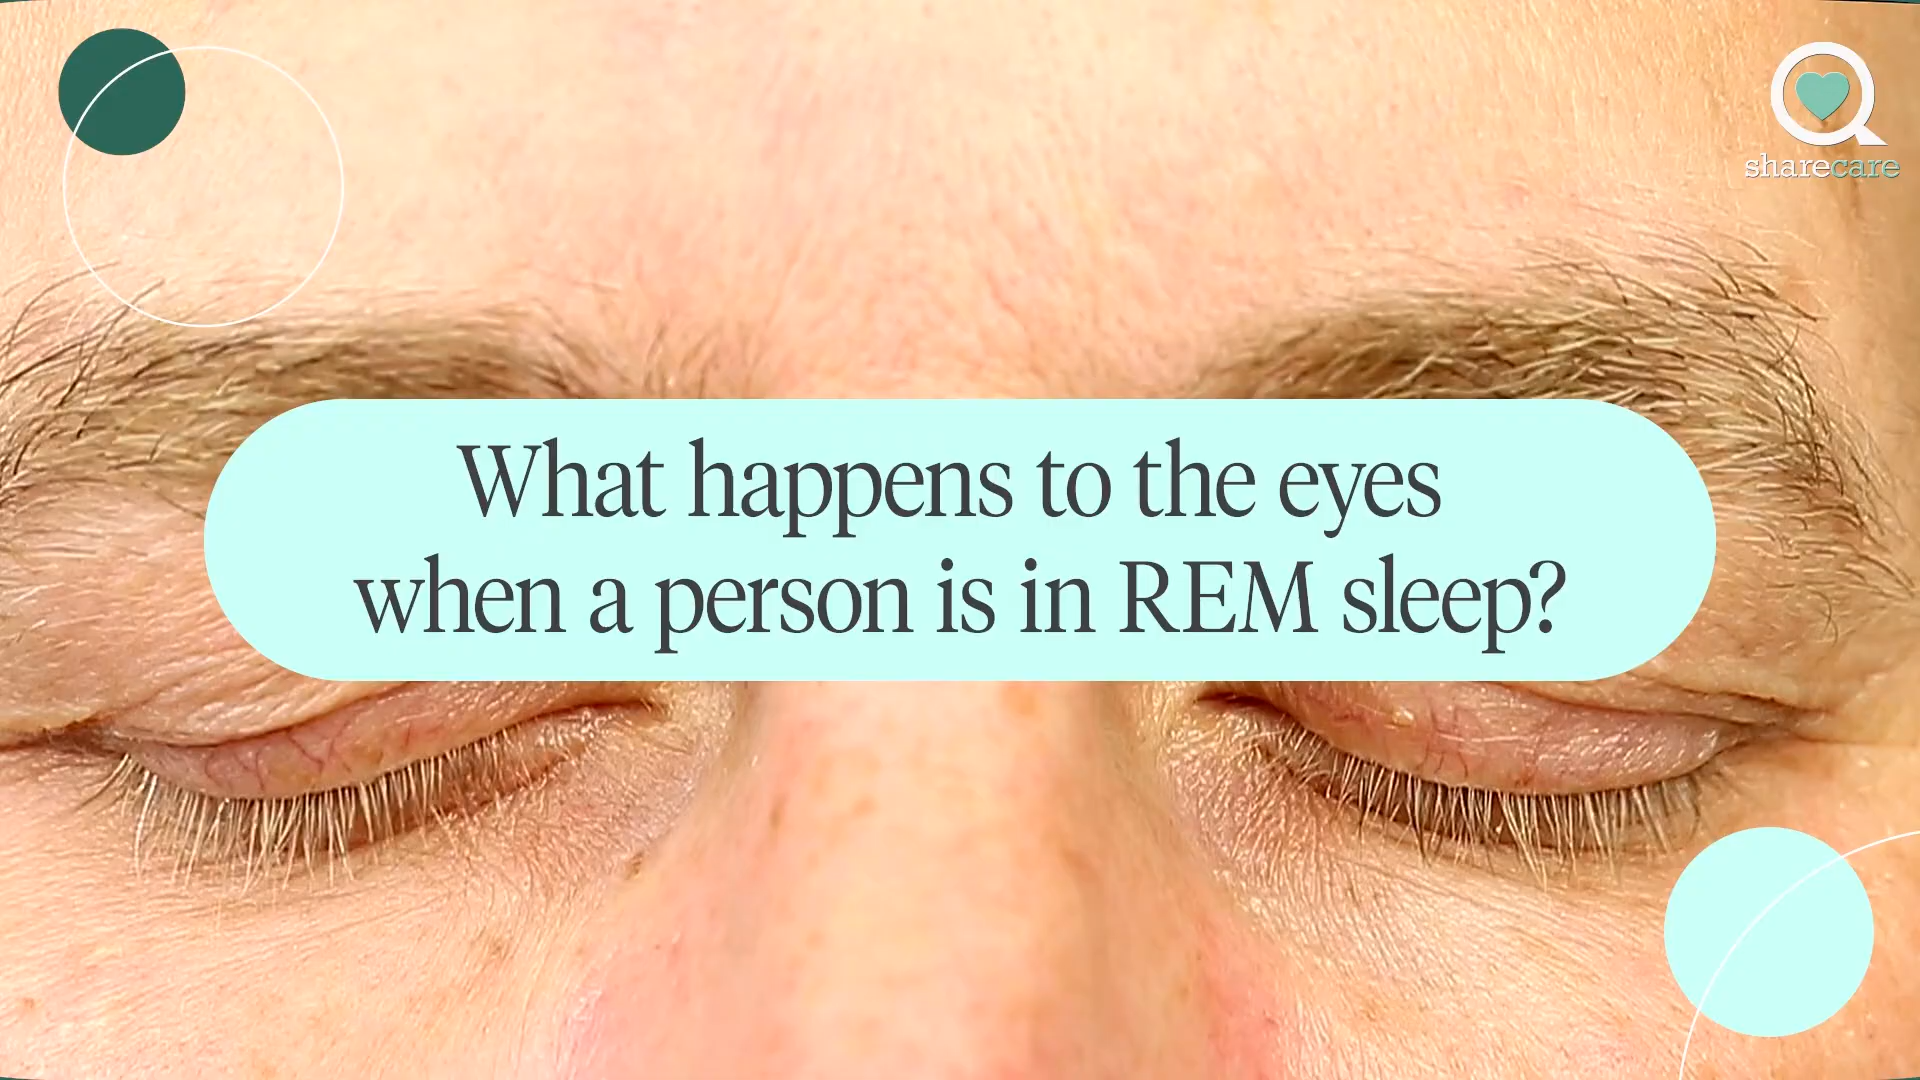 sharecare
What happens to the eyes
when a person is in REM sleep?